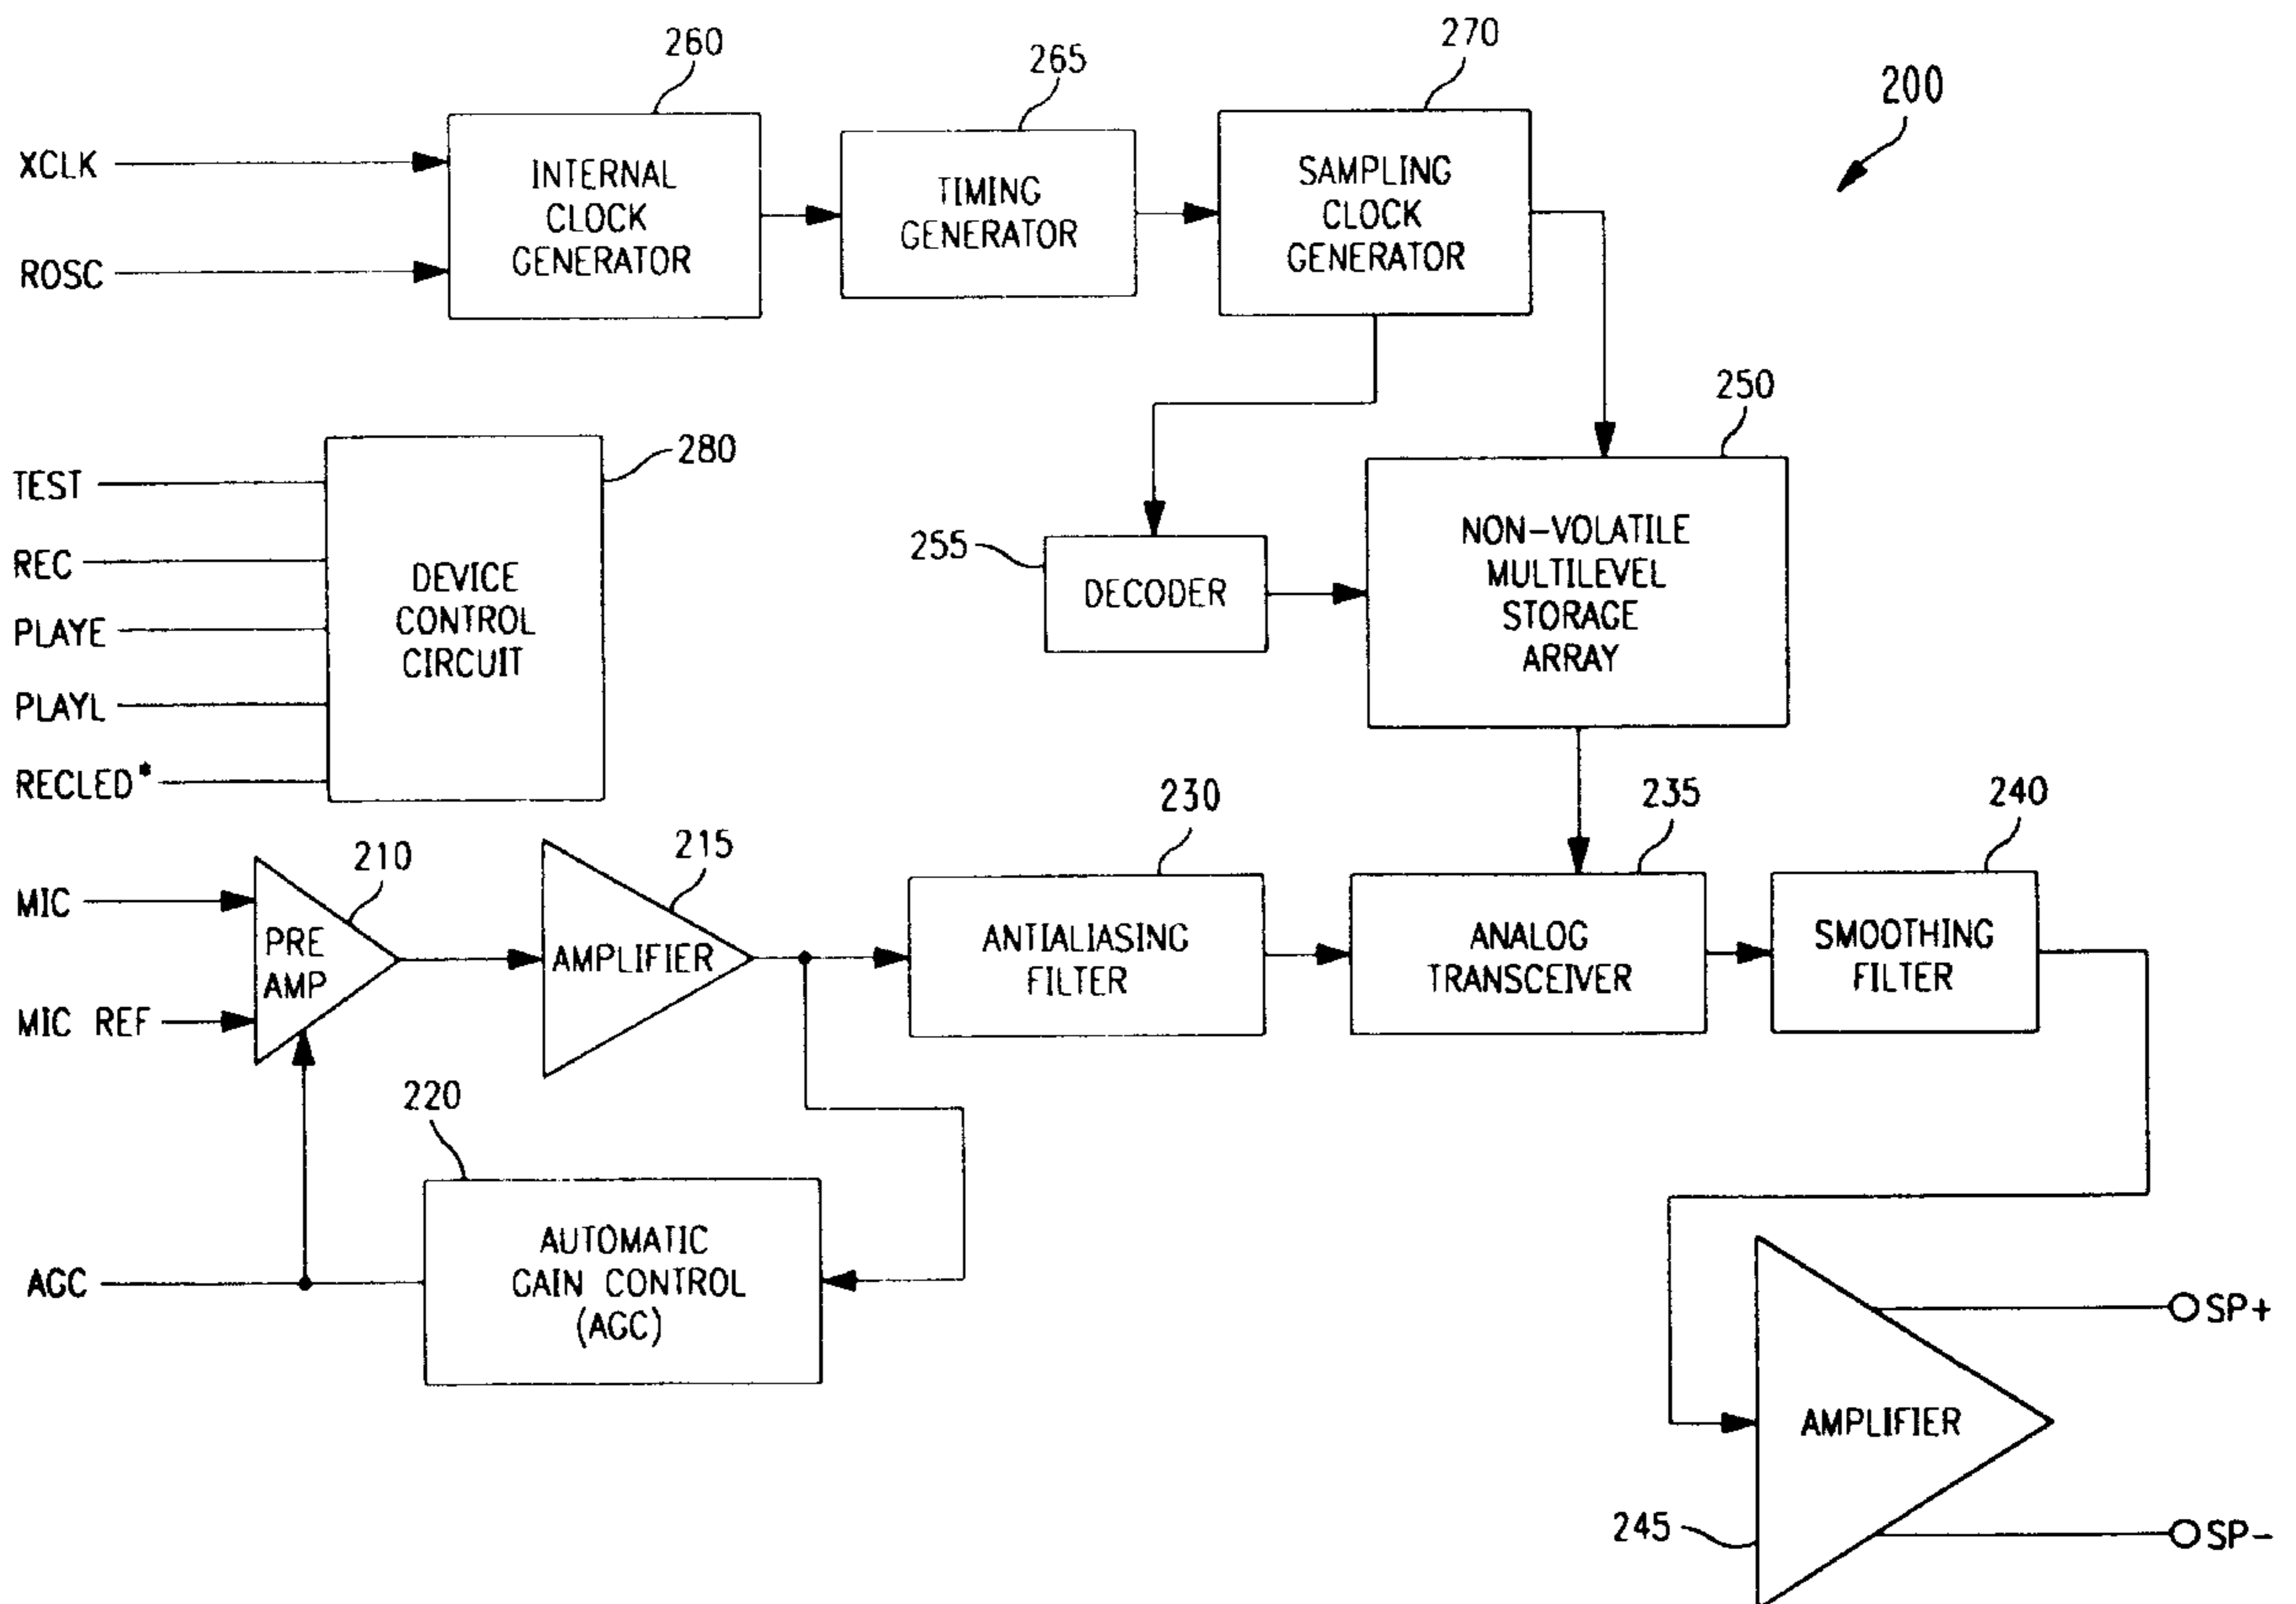 260
265
270
200
XCLK
ROSC
INTERNAL
CLOCK
GENERATOR
TIMING
GENERATOR
SAMPLING
CLOCK
GENERATOR
250
280
TEST
REC
PLAYE
PLAYL
RECLED*
DEVICE
CONTROL
CIRCUIT
255
DECODER
NON-VOLATILE
MULTILEVEL
STORAGE
ARRAY
210
215
230
235
240
MIC
MIC REF
PRE
AMP
AMPLIFIER
ANTIALIASING
FILTER
ANALOG
TRANSCEIVER
SMOOTHING
FILTER
220
AGC
AUTOMATIC
GAIN CONTROL
(AGC)
SP+
AMPLIFIER
245
SP-